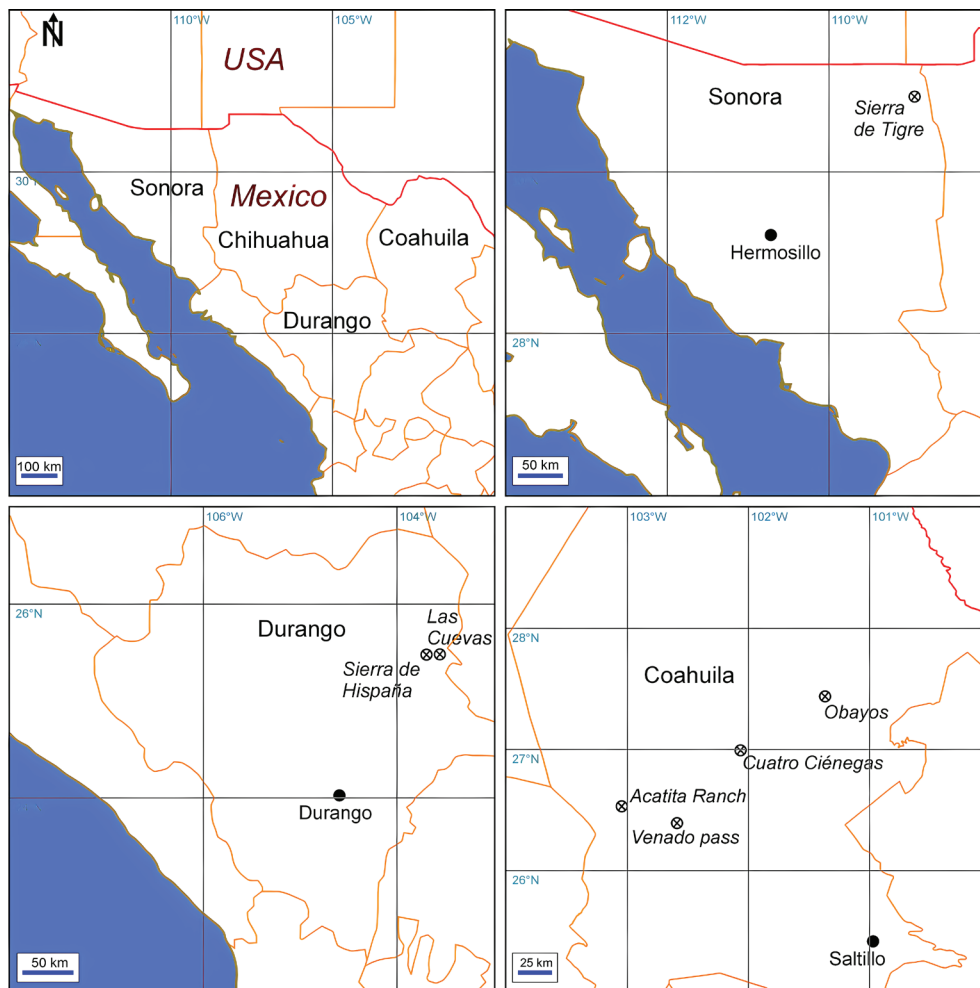 N
110°W
105°W
USA
30°
Sonora
Mexico
Chihuahua
Coahuila
Durango
100 km
112°W
110°W
Sonora
Sierra
de Tigre
Hermosillo
28°N
50 km
106°W
104°W
26°N
Durango
Las
Cuevas
Sierra de
Hispaña
Durango
50 km
103°W
102°W
101°W
28°N
Coahuila
Obayos
27°N
Cuatro Ciénegas
Acatita Ranch
Venado pass
26°N
Saltillo
25 km